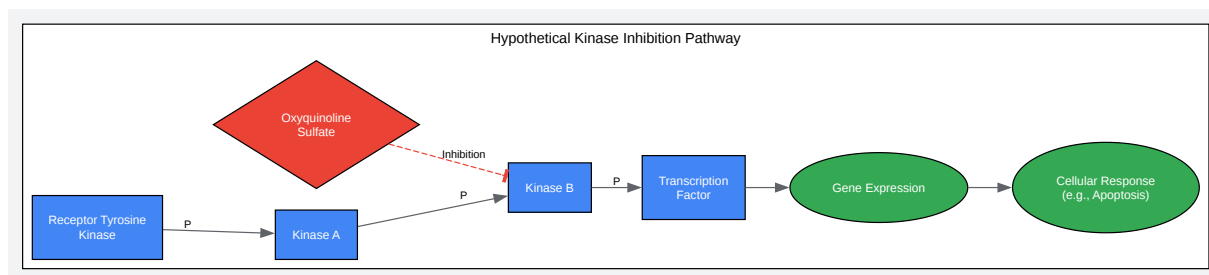 Hypothetical Kinase Inhibition Pathway
Oxyquinoline
Sulfate
Inhibition
Receptor Tyrosine
Kinase
P
Kinase A
P
Kinase B
P
Transcription
Factor
Gene Expression
Cellular Response
(e.g., Apoptosis)